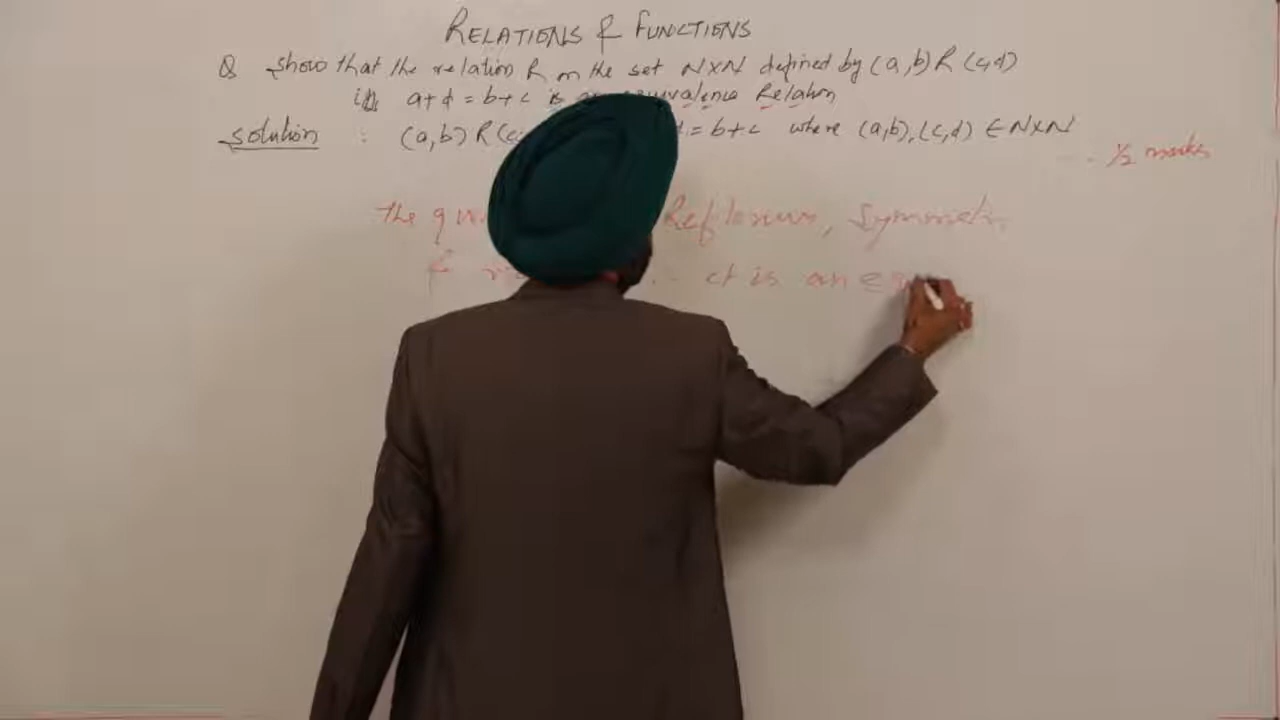 RELATIONS & FUNCTIONS
Q show that the relation R on the set N×N defined by (a,b) R (c,d)
a+d = b+c is equivalence Relation
Solution : (a,b) R (c, = b+c where (a,b), (c,d) ∈ N×N
1/2 marks
The Reflexive, Symmetric
& ∴ it is an